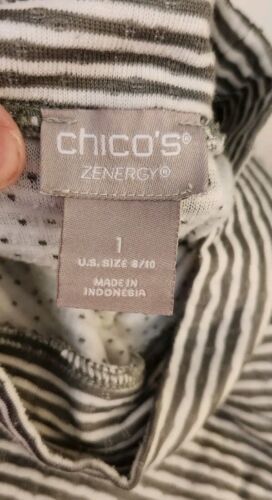 chico's®
ZENERGY®
1
U.S. SIZE 8/10
MADE IN
INDONESIA